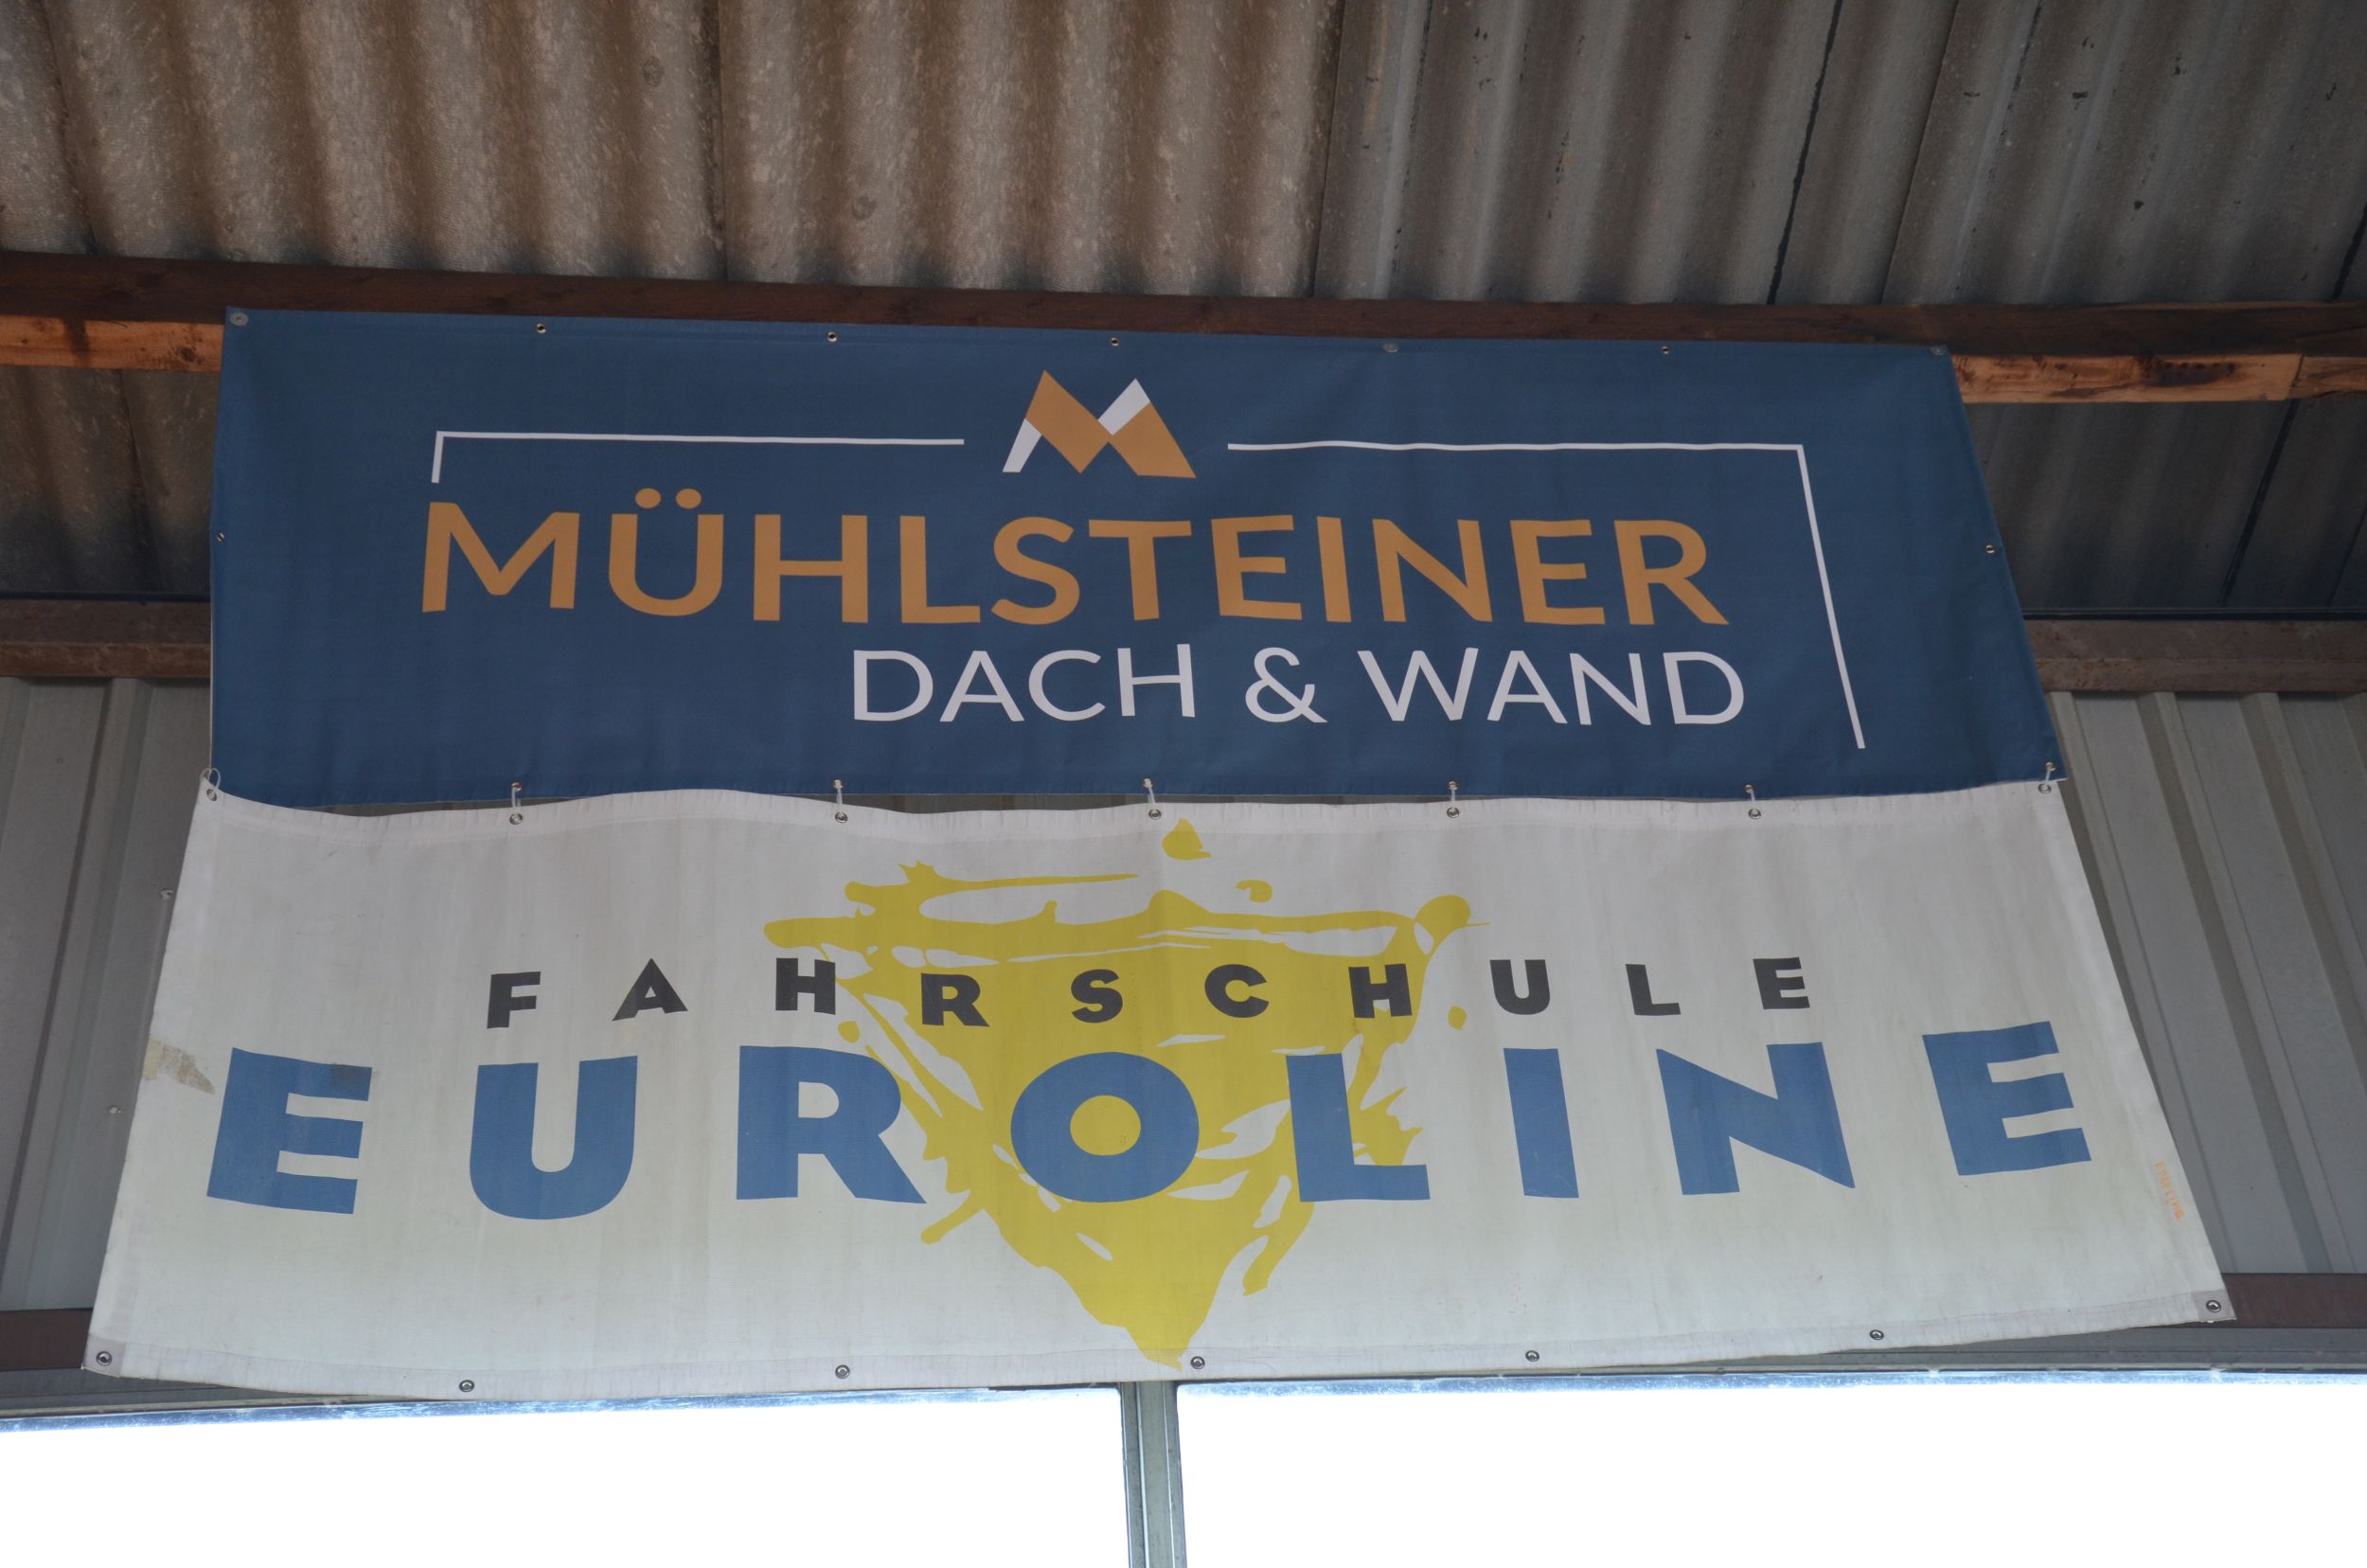 MÜHLSTEINER
DACH & WAND
FAHRSCHULE
EUROLINE